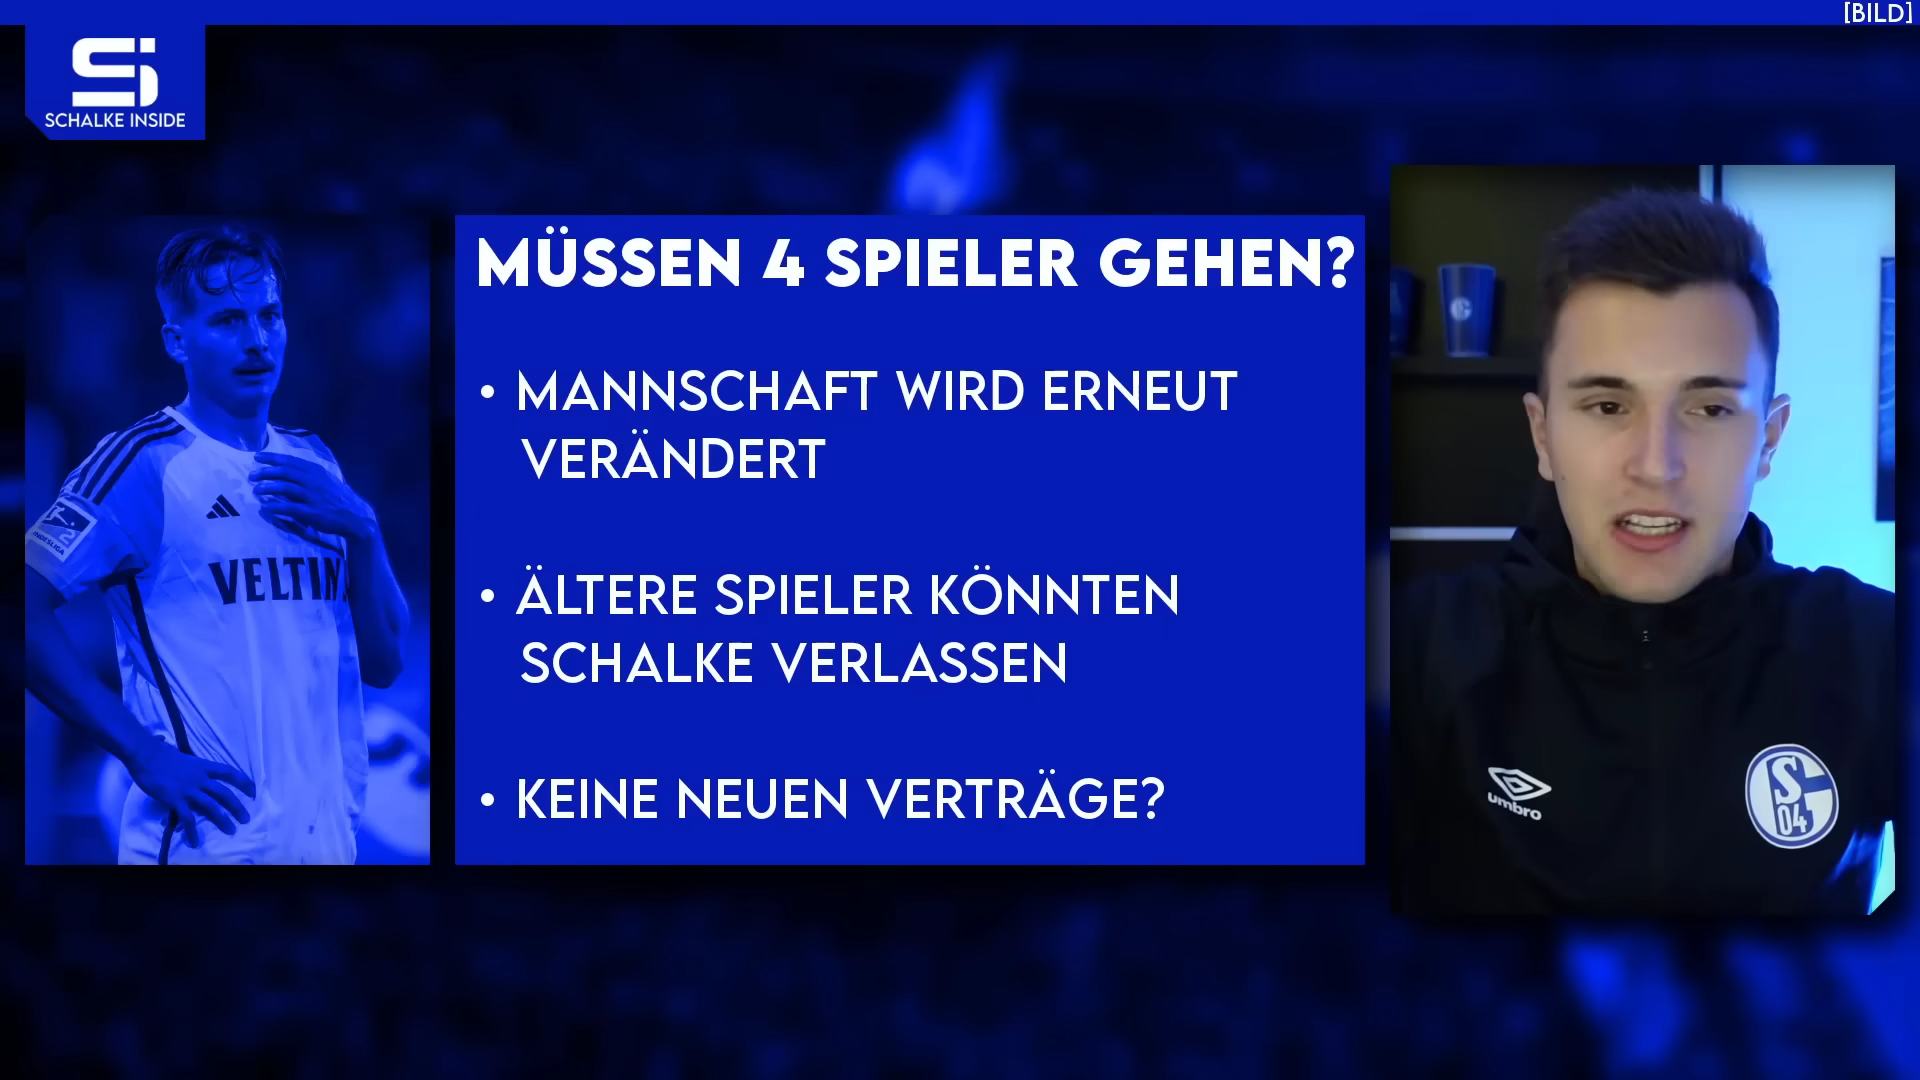 [BILD]
SCHALKE INSIDE
MÜSSEN 4 SPIELER GEHEN?
• MANNSCHAFT WIRD ERNEUT
VERÄNDERT
• ÄLTERE SPIELER KÖNNTEN
SCHALKE VERLASSEN
• KEINE NEUEN VERTRÄGE?
VELTIN
umbro
S04